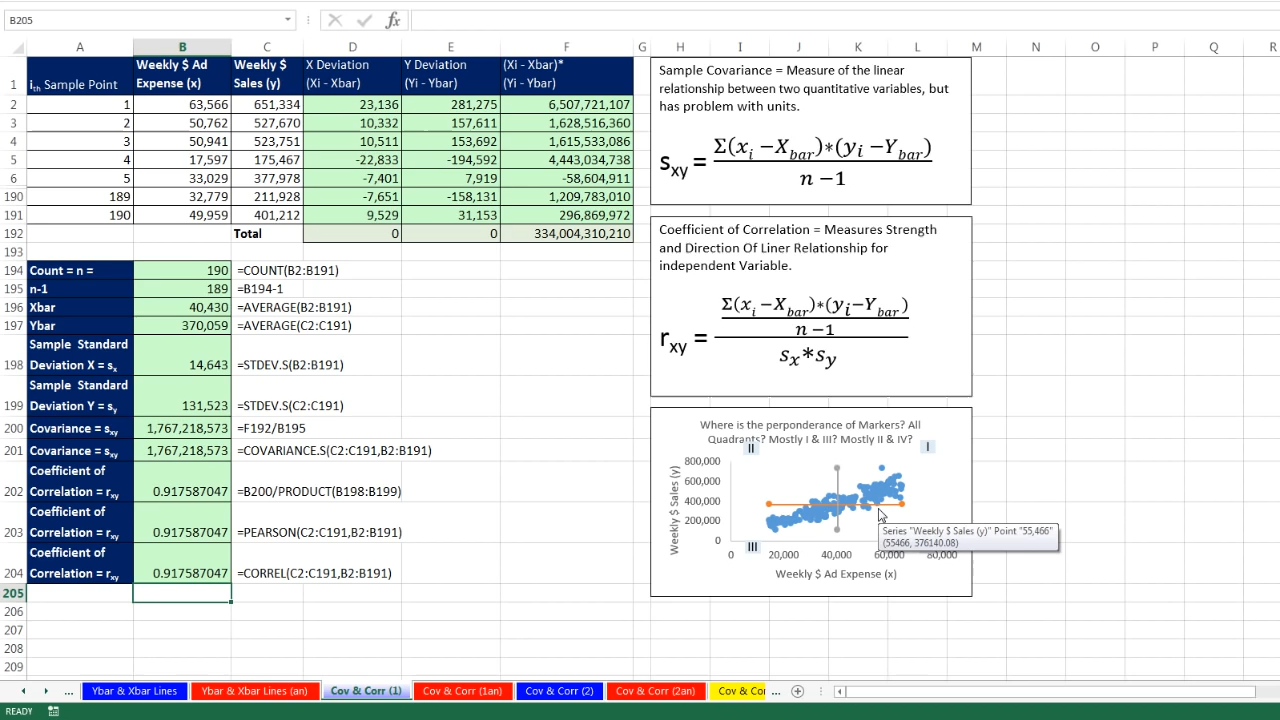 B205
fx
A B C D E F G H I J K L M N O P Q R
1 ith Sample Point Weekly $ Ad Expense (x) Weekly $ Sales (y) X Deviation (Xi - Xbar) Y Deviation (Yi - Ybar) (Xi - Xbar)* (Yi - Ybar)
2 1 63,566 651,334 23,136 281,275 6,507,721,107
3 2 50,762 527,670 10,332 157,611 1,628,516,360
4 3 50,941 523,751 10,511 153,692 1,615,533,086
5 4 17,597 175,467 -22,833 -194,592 4,443,034,738
6 5 33,029 377,978 -7,401 7,919 -58,604,911
190 189 32,779 211,928 -7,651 -158,131 1,209,783,010
191 190 49,959 401,212 9,529 31,153 296,869,972
192 Total 0 0 334,004,310,210
193
194 Count = n = 190 =COUNT(B2:B191)
195 n-1 189 =B194-1
196 Xbar 40,430 =AVERAGE(B2:B191)
197 Ybar 370,059 =AVERAGE(C2:C191)
Sample Standard
198 Deviation X = sx 14,643 =STDEV.S(B2:B191)
Sample Standard
199 Deviation Y = sy 131,523 =STDEV.S(C2:C191)
200 Covariance = sxy 1,767,218,573 =F192/B195
201 Covariance = sxy 1,767,218,573 =COVARIANCE.S(C2:C191,B2:B191)
Coefficient of
202 Correlation = rxy 0.917587047 =B200/PRODUCT(B198:B199)
Coefficient of
203 Correlation = rxy 0.917587047 =PEARSON(C2:C191,B2:B191)
Coefficient of
204 Correlation = rxy 0.917587047 =CORREL(C2:C191,B2:B191)
205
206
207
208
209
Sample Covariance = Measure of the linear
relationship between two quantitative variables, but
has problem with units.
sxy = Σ(xi −Xbar)*(yi −Ybar)
n −1
Coefficient of Correlation = Measures Strength
and Direction Of Liner Relationship for
independent Variable.
Σ(xi −Xbar)*(yi−Ybar)
n −1
rxy =
sx*sy
Where is the perponderance of Markers? All
Quadrants? Mostly I & III? Mostly II & IV?
II I
800,000
600,000
400,000
200,000
0
Weekly $ Sales (y)
III
0 20,000 40,000 60,000 80,000
Weekly $ Ad Expense (x)
Series "Weekly $ Sales (y)" Point "55,466"
(55466, 376140.08)
... Ybar & Xbar Lines Ybar & Xbar Lines (an) Cov & Corr (1) Cov & Corr (1an) Cov & Corr (2) Cov & Corr (2an) Cov & Co ...
READY